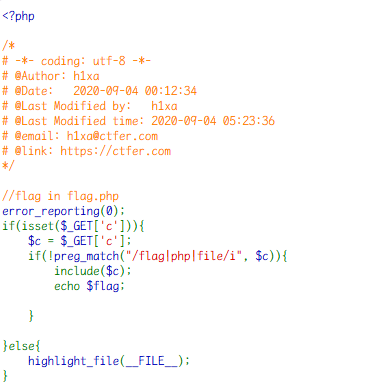 <?php
/*
# -*- coding: utf-8 -*-
# @Author: h1xa
# @Date:   2020-09-04 00:12:34
# @Last Modified by:   h1xa
# @Last Modified time: 2020-09-04 05:23:36
# @email: h1xa@ctfer.com
# @link: https://ctfer.com
*/
//flag in flag.php
error_reporting(0);
if(isset($_GET['c'])){
    $c = $_GET['c'];
    if(!preg_match("/flag|php|file/i", $c)){
        include($c);
        echo $flag;
    }
}else{
    highlight_file(__FILE__);
}